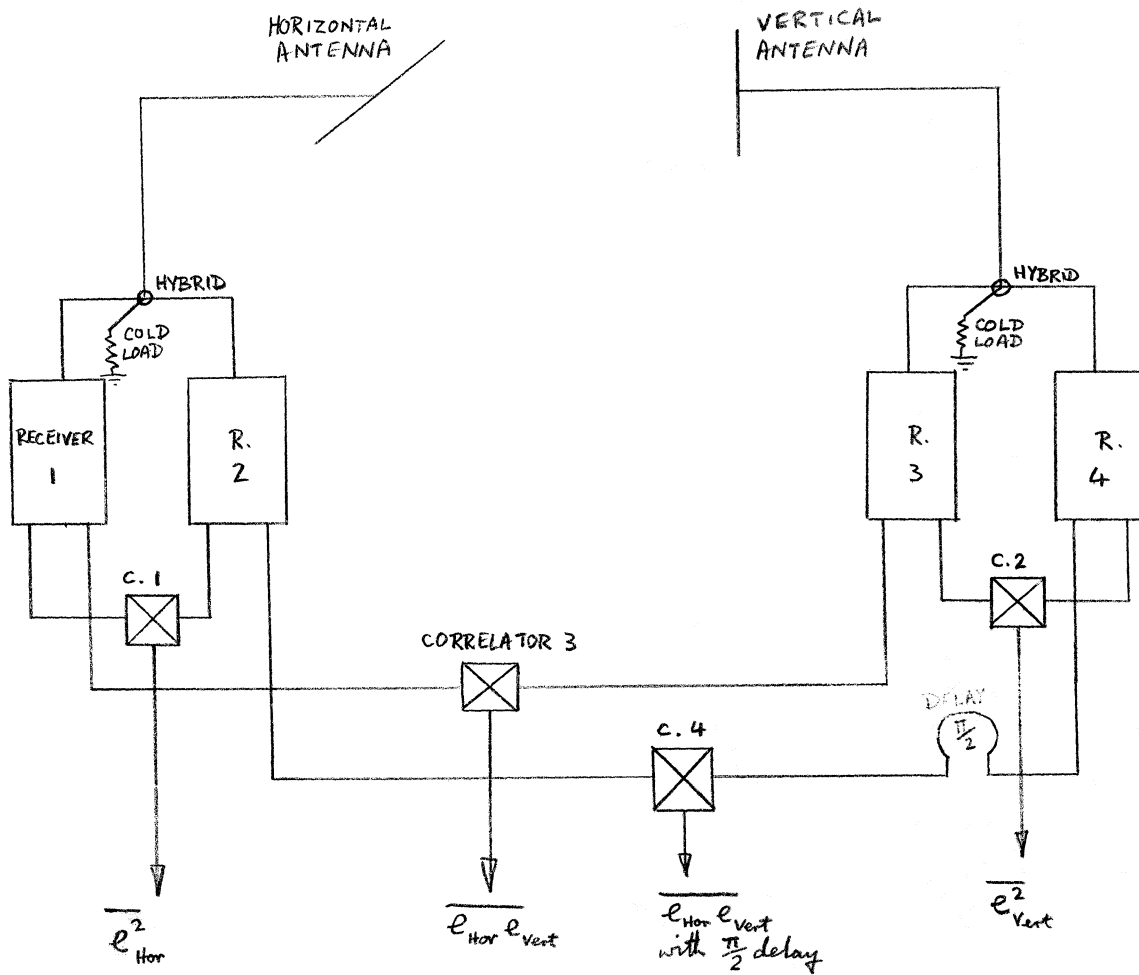 HORIZONTAL
ANTENNA
VERTICAL
ANTENNA
HYBRID
COLD
LOAD
HYBRID
COLD
LOAD
RECEIVER
1
R.
2
R.
3
R.
4
C. 1
C. 2
CORRELATOR 3
DELAY
π/2
C. 4
e²Hor
eHor eVert
eHor eVert
with π/2 delay
e²Vert